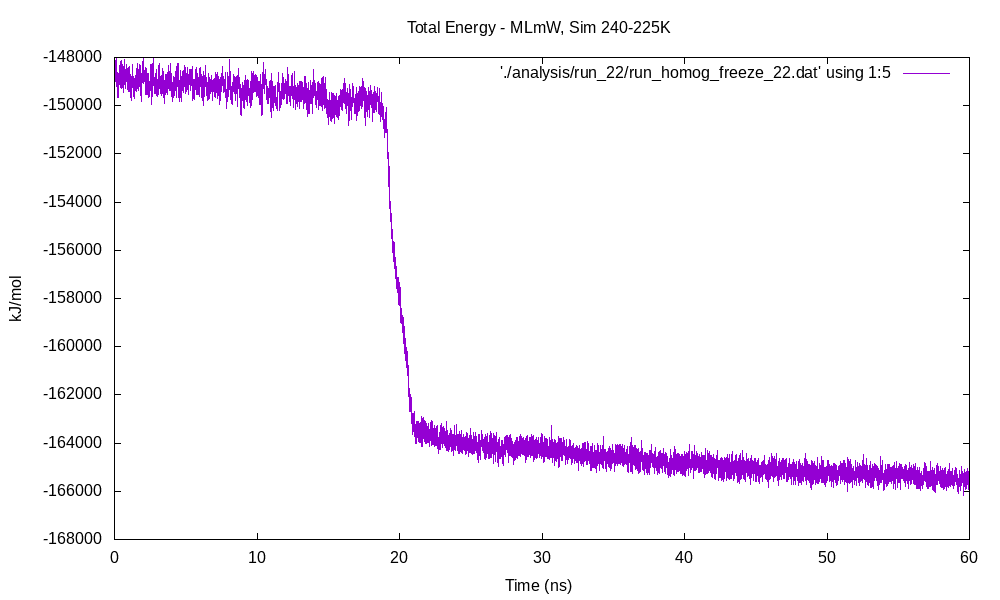 Total Energy - MLmW, Sim 240-225K
'./analysis/run_22/run_homog_freeze_22.dat' using 1:5
-148000
-150000
-152000
-154000
-156000
-158000
-160000
-162000
-164000
-166000
-168000
kJ/mol
0 10 20 30 40 50 60
Time (ns)